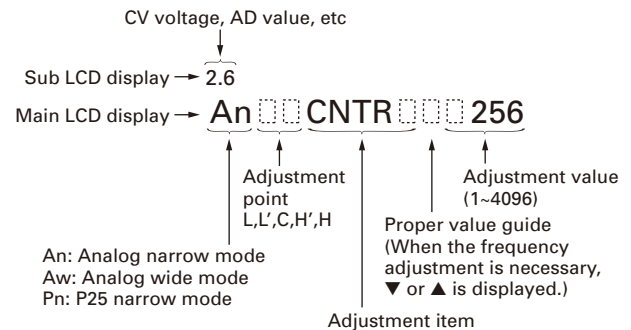 CV voltage, AD value, etc
Sub LCD display → 2.6
Main LCD display → An CNTR 256
Adjustment
point
L,L',C,H',H
Adjustment value
(1~4096)
Proper value guide
(When the frequency
adjustment is necessary,
▼ or ▲ is displayed.)
An: Analog narrow mode
Aw: Analog wide mode
Pn: P25 narrow mode
Adjustment item